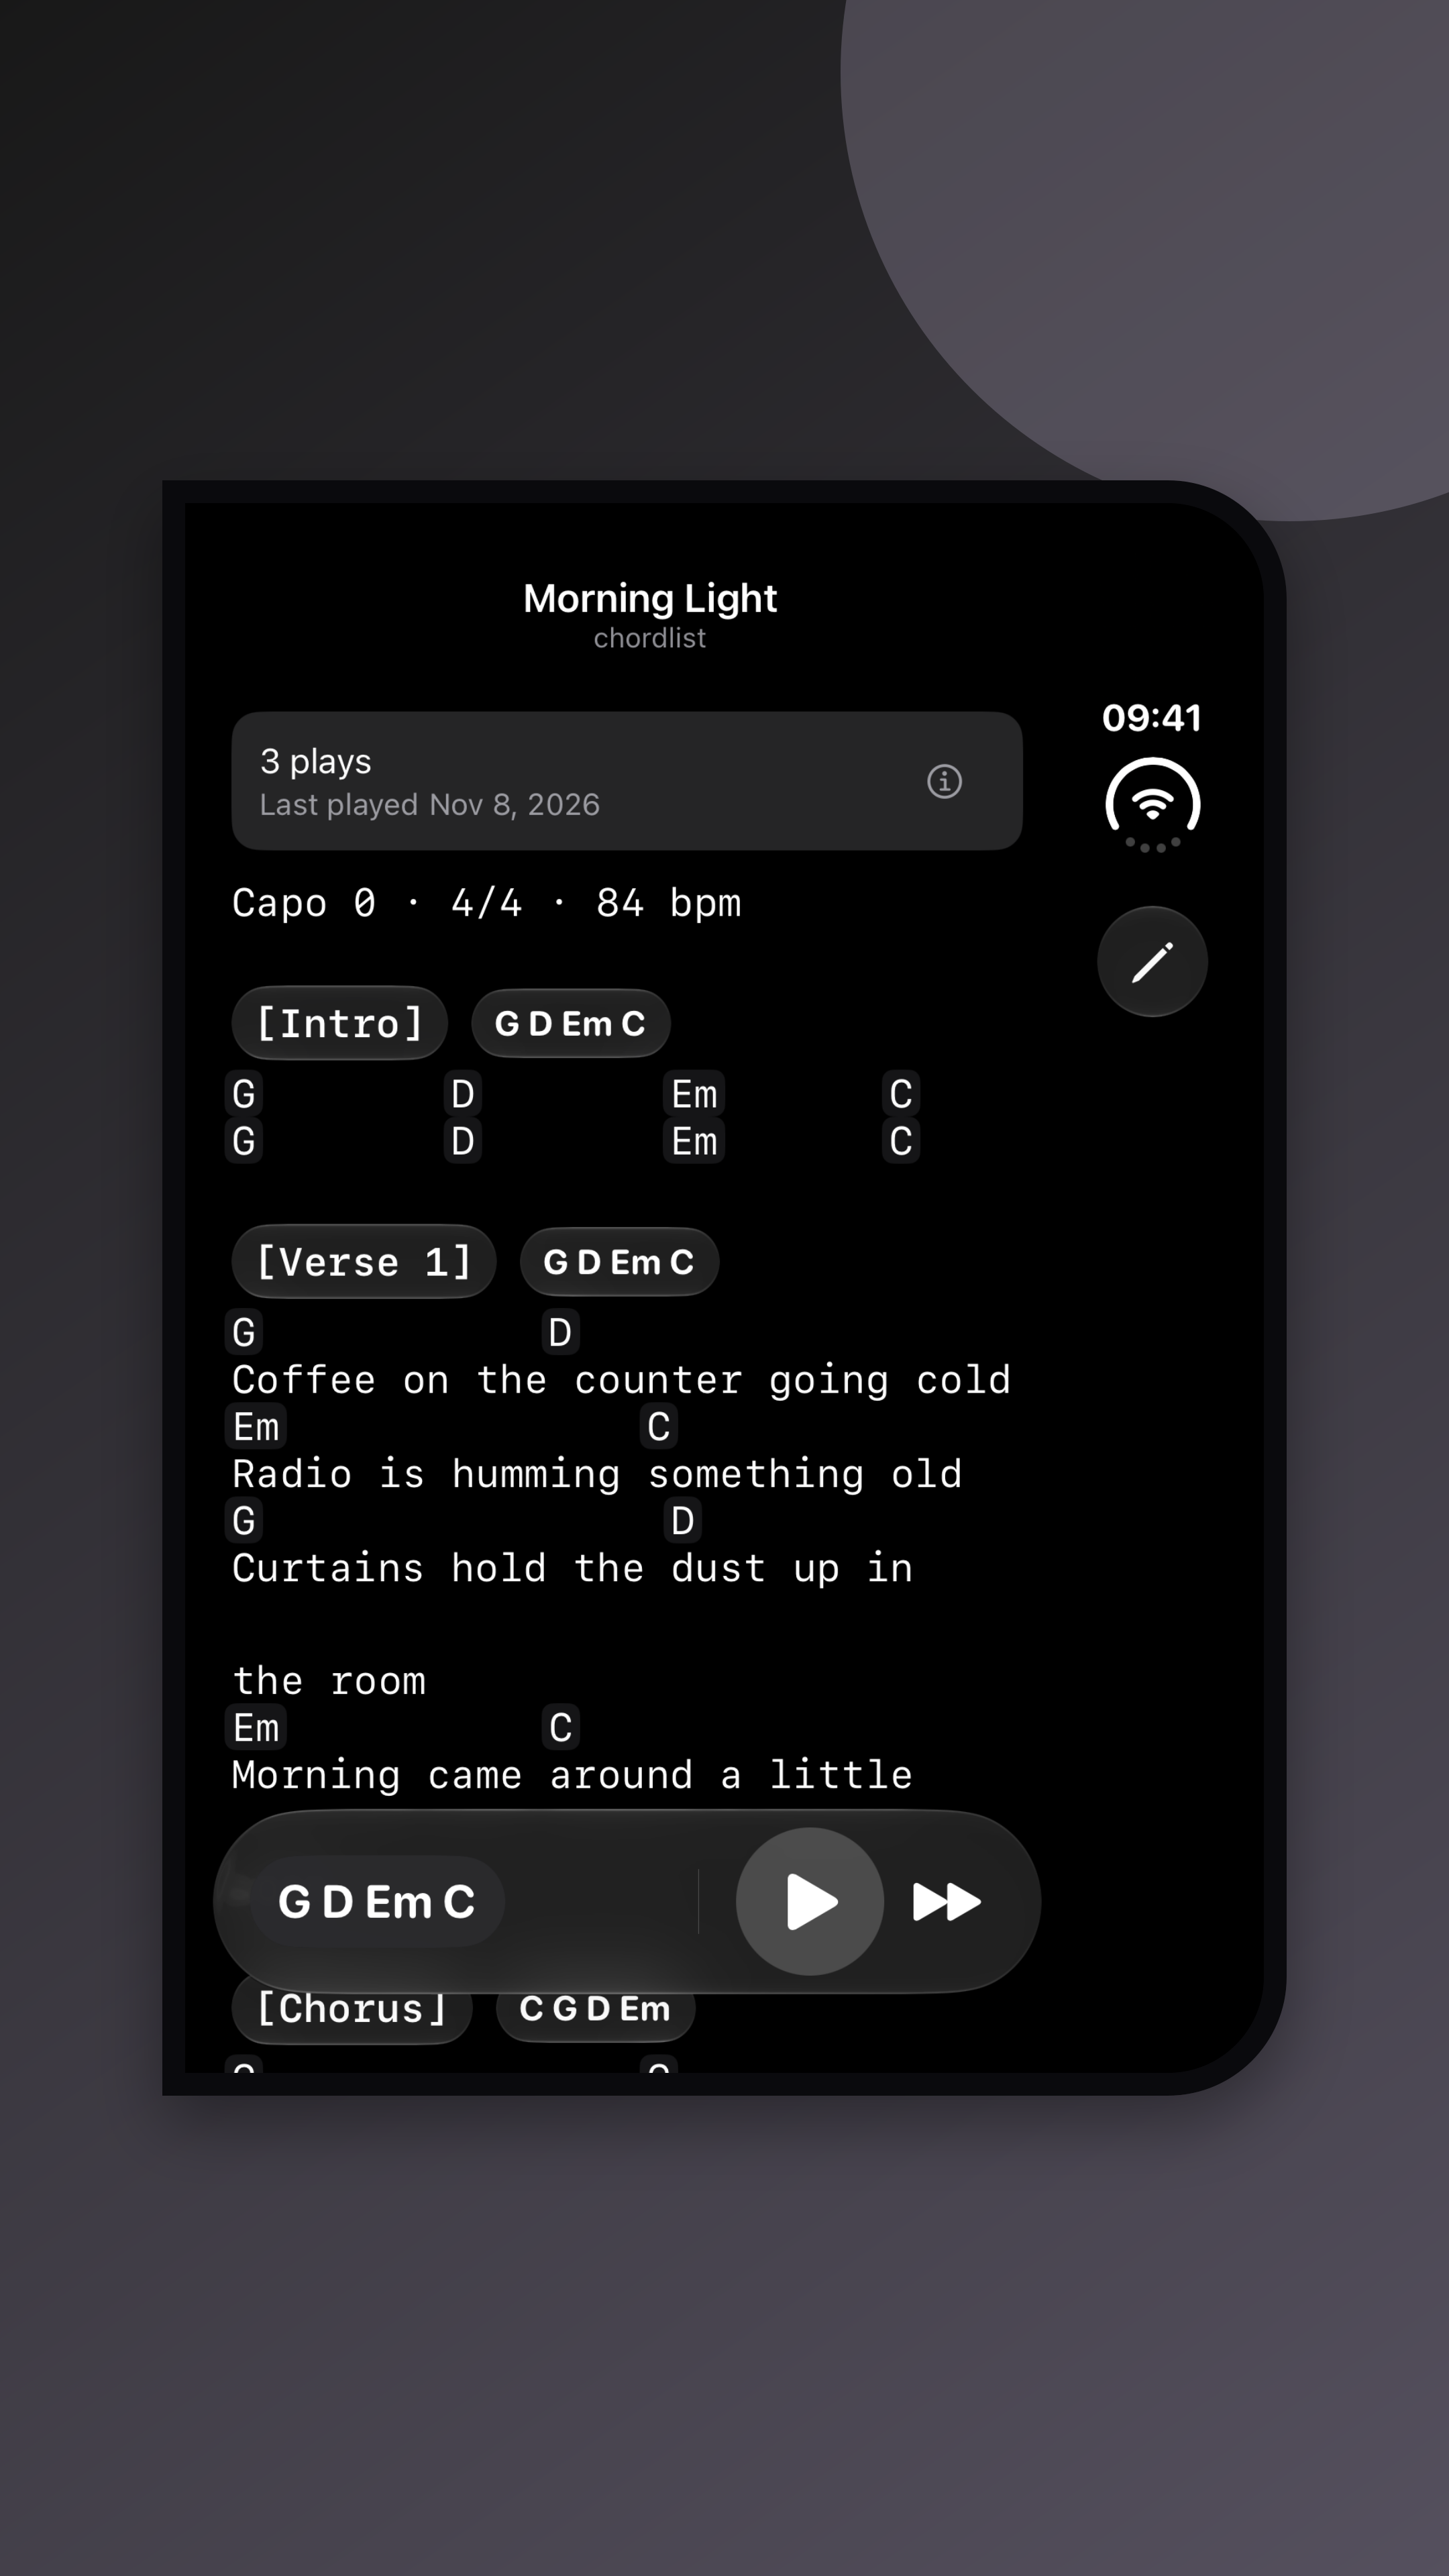 Morning Light
chordlist
09:41
3 plays
Last played Nov 8, 2026
Capo 0 · 4/4 · 84 bpm
[Intro] G D Em C
G D Em C
G D Em C
[Verse 1] G D Em C
G D
Coffee on the counter going cold
Em C
Radio is humming something old
G D
Curtains hold the dust up in
the room
Em C
Morning came around a little
G D Em C
[Chorus] C G D Em